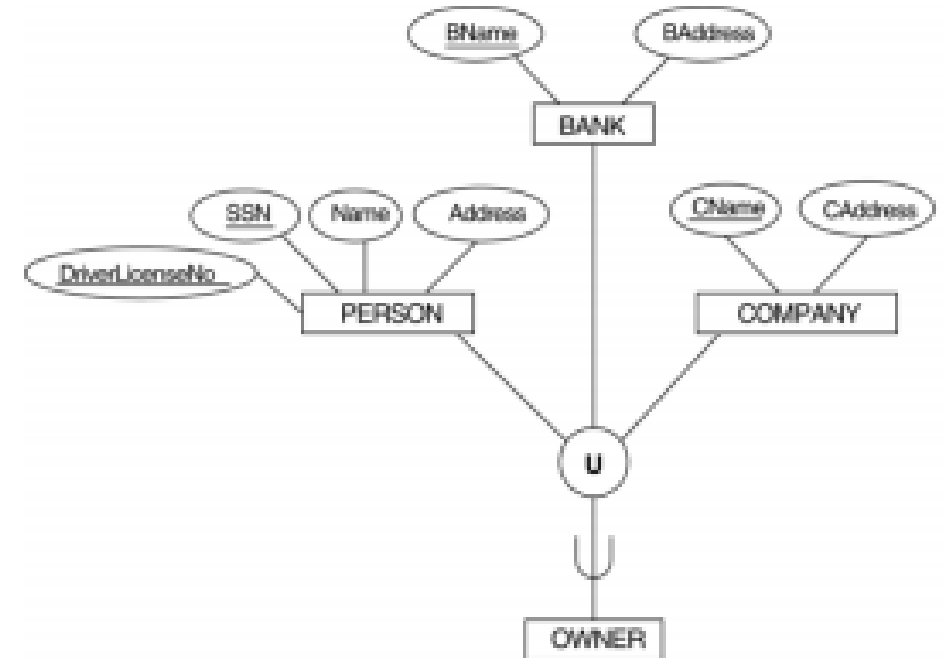 BName
BAddress
BANK
SSN
Name
Address
CName
CAddress
DriverLicenseNo
PERSON
COMPANY
U
OWNER